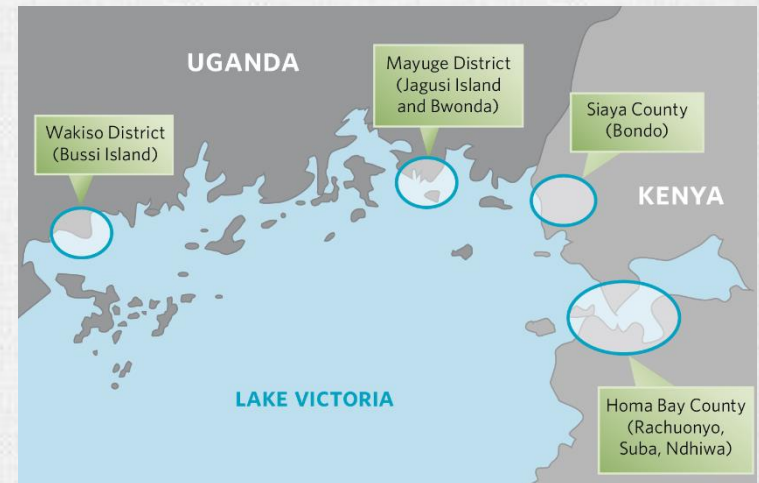 UGANDA
Mayuge District
(Jagusi Island
and Bwonda)
Siaya County
(Bondo)
Wakiso District
(Bussi Island)
KENYA
LAKE VICTORIA
Homa Bay County
(Rachuonyo,
Suba, Ndhiwa)